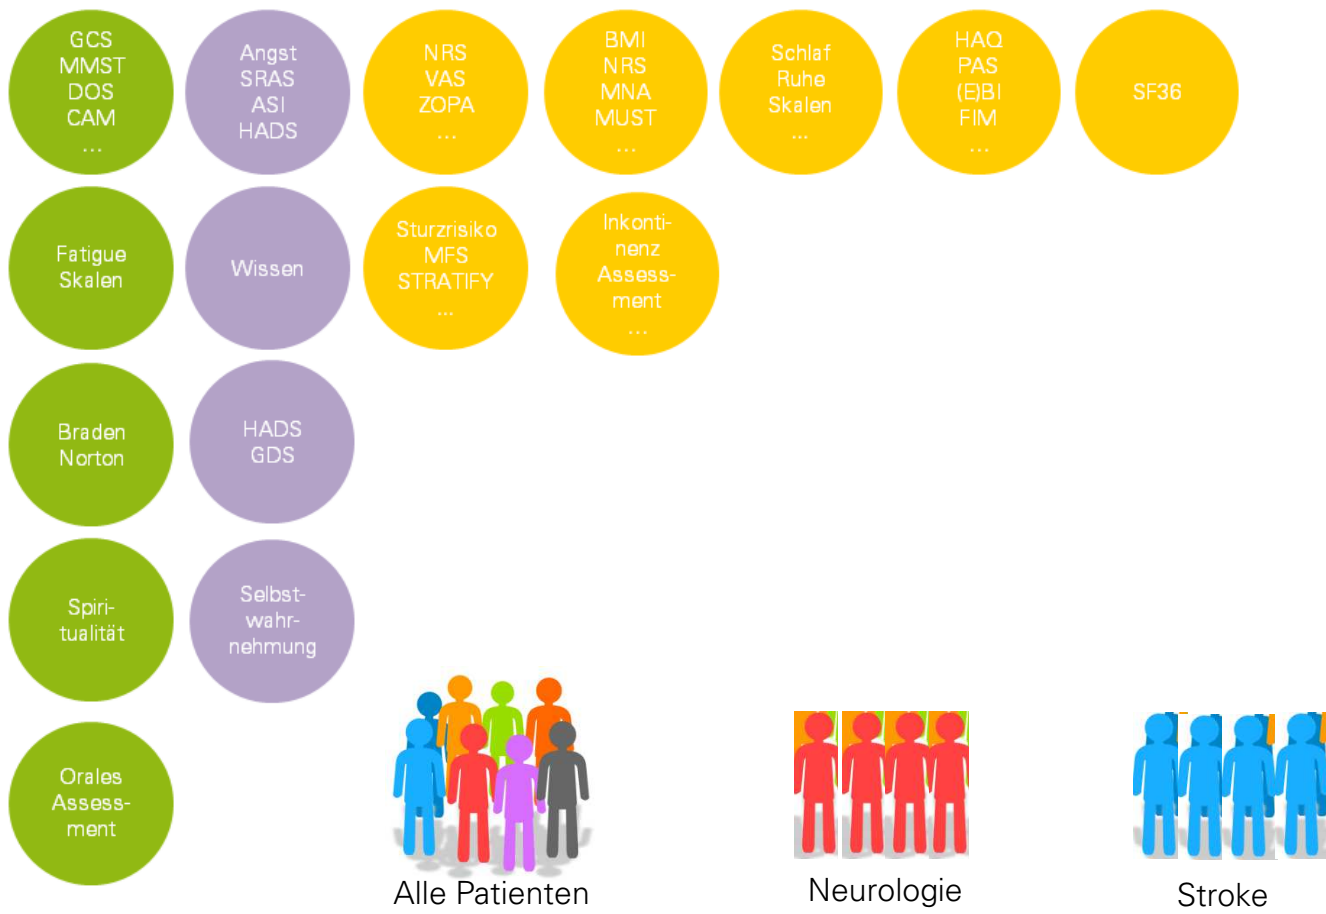 GCS
MMST
DOS
CAM
...
Angst
SRAS
ASI
HADS
NRS
VAS
ZOPA
...
BMI
NRS
MNA
MUST
...
Schlaf
Ruhe
Skalen
...
HAQ
PAS
(E)BI
FIM
...
SF36
Fatigue
Skalen
Wissen
Sturzrisiko
MFS
STRATIFY
...
Inkonti-
nenz
Assess-
ment
...
Braden
Norton
HADS
GDS
Spiri-
tualität
Selbst-
wahr-
nehmung
Orales
Assess-
ment
Alle Patienten
Neurologie
Stroke